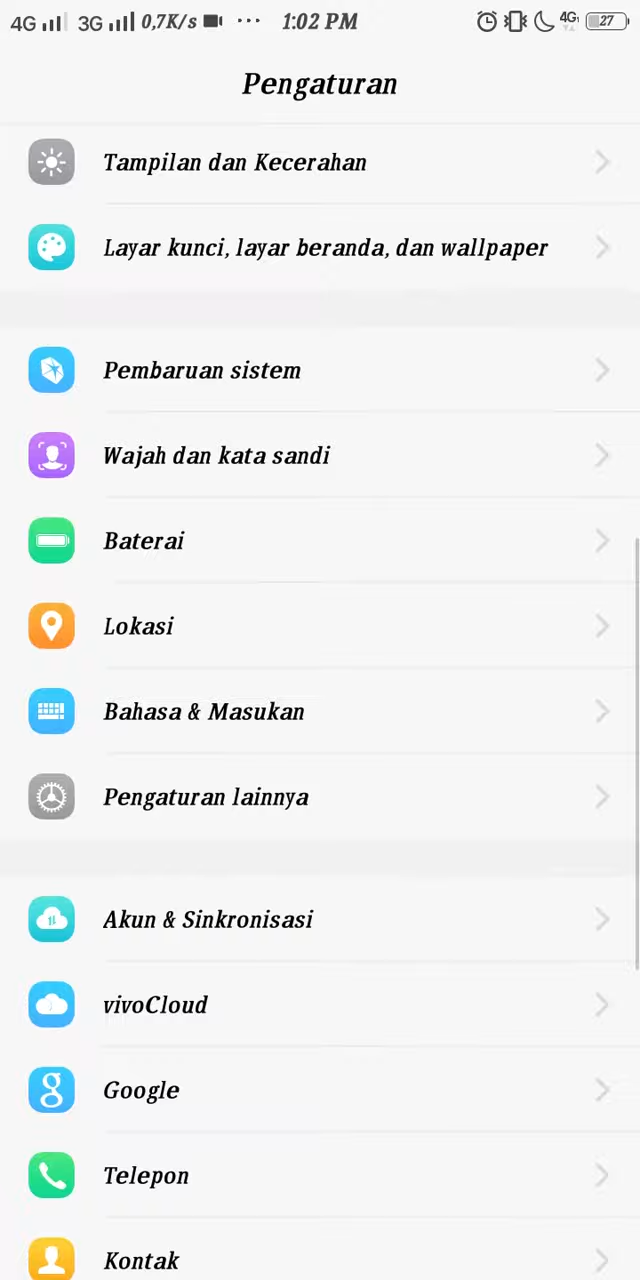 4G 3G 0,7K/s ... 1:02 PM 4G 27
Pengaturan
Tampilan dan Kecerahan
Layar kunci, layar beranda, dan wallpaper
Pembaruan sistem
Wajah dan kata sandi
Baterai
Lokasi
Bahasa & Masukan
Pengaturan lainnya
Akun & Sinkronisasi
vivoCloud
Google
Telepon
Kontak